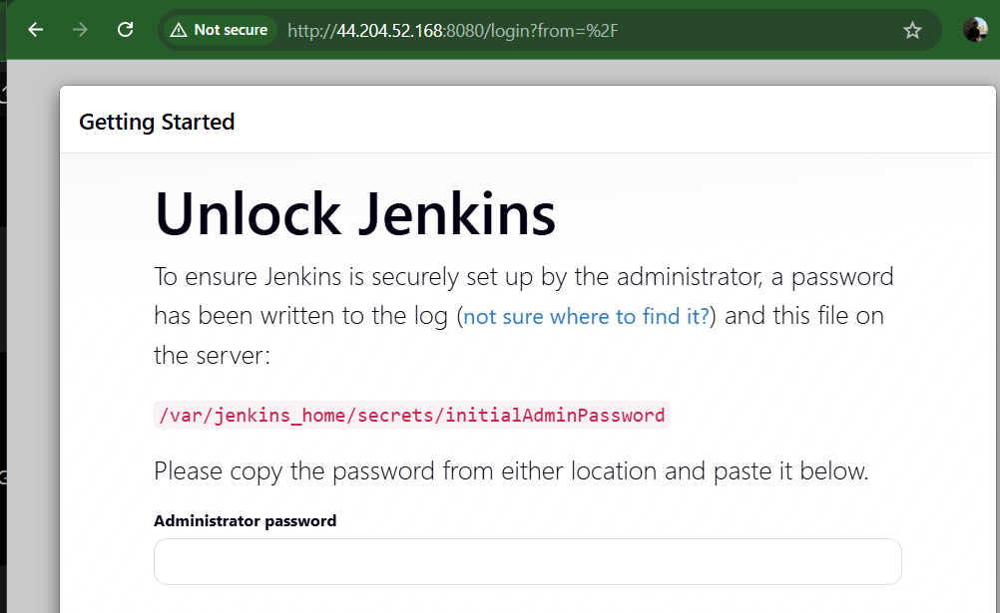 Not secure http://44.204.52.168:8080/login?from=%2F
Getting Started
Unlock Jenkins
To ensure Jenkins is securely set up by the administrator, a password
has been written to the log (not sure where to find it?) and this file on
the server:
/var/jenkins_home/secrets/initialAdminPassword
Please copy the password from either location and paste it below.
Administrator password